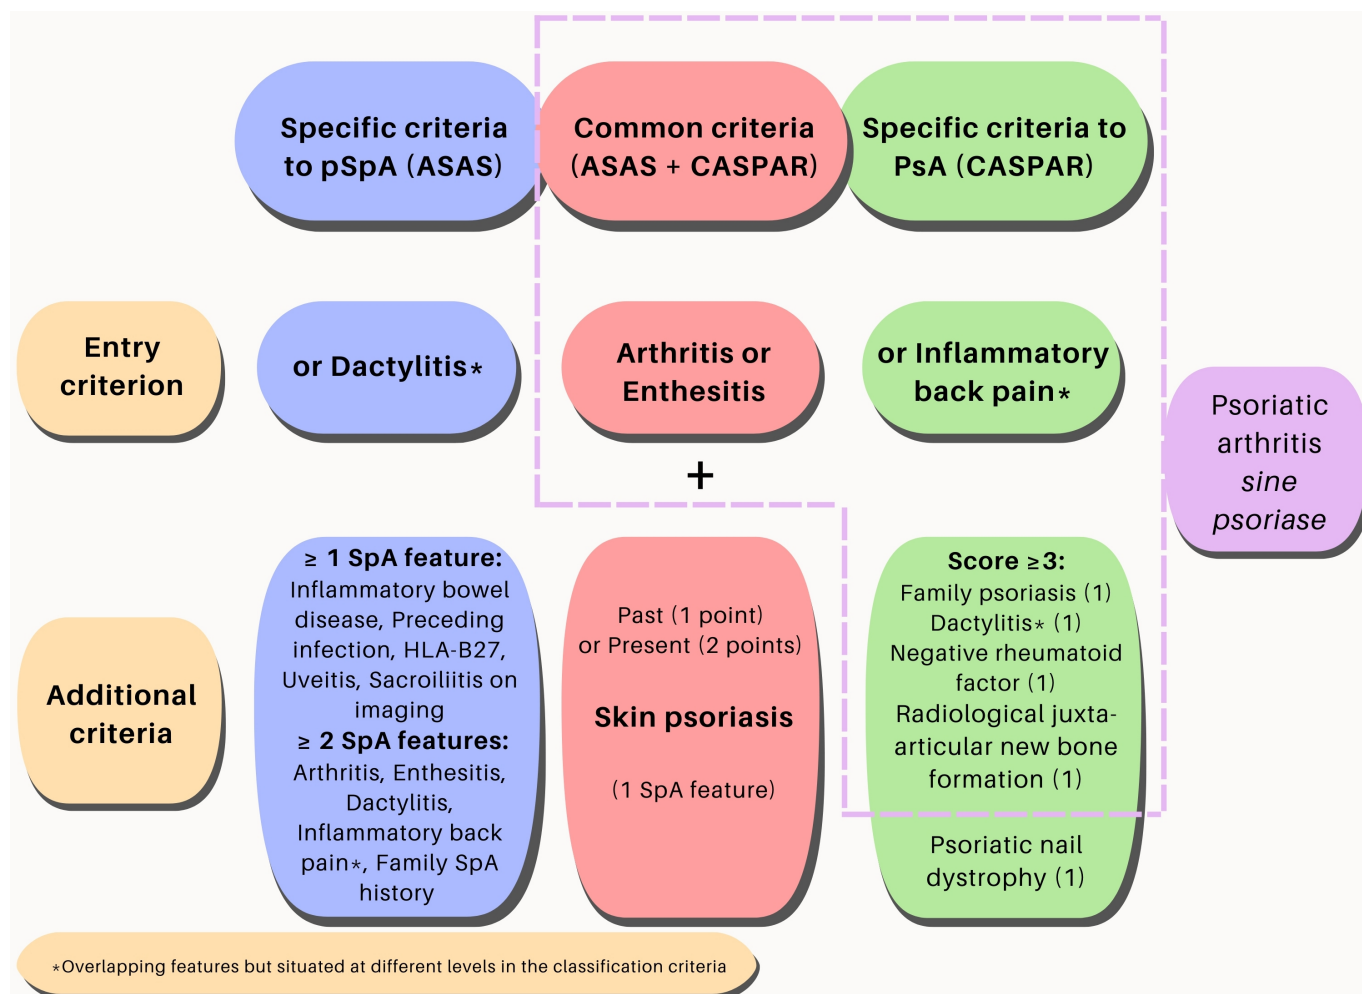 Specific criteria
to pSpA (ASAS)
Common criteria
(ASAS + CASPAR)
Specific criteria to
PsA (CASPAR)
Entry
criterion
or Dactylitis*
Arthritis or
Enthesitis
or Inflammatory
back pain*
+
Psoriatic
arthritis
sine
psoriase
Additional
criteria
≥ 1 SpA feature:
Inflammatory bowel
disease, Preceding
infection, HLA-B27,
Uveitis, Sacroiliitis on
imaging
≥ 2 SpA features:
Arthritis, Enthesitis,
Dactylitis,
Inflammatory back
pain*, Family SpA
history
Past (1 point)
or Present (2 points)
Skin psoriasis
(1 SpA feature)
Score ≥3:
Family psoriasis (1)
Dactylitis* (1)
Negative rheumatoid
factor (1)
Radiological juxta-
articular new bone
formation (1)
Psoriatic nail
dystrophy (1)
*Overlapping features but situated at different levels in the classification criteria